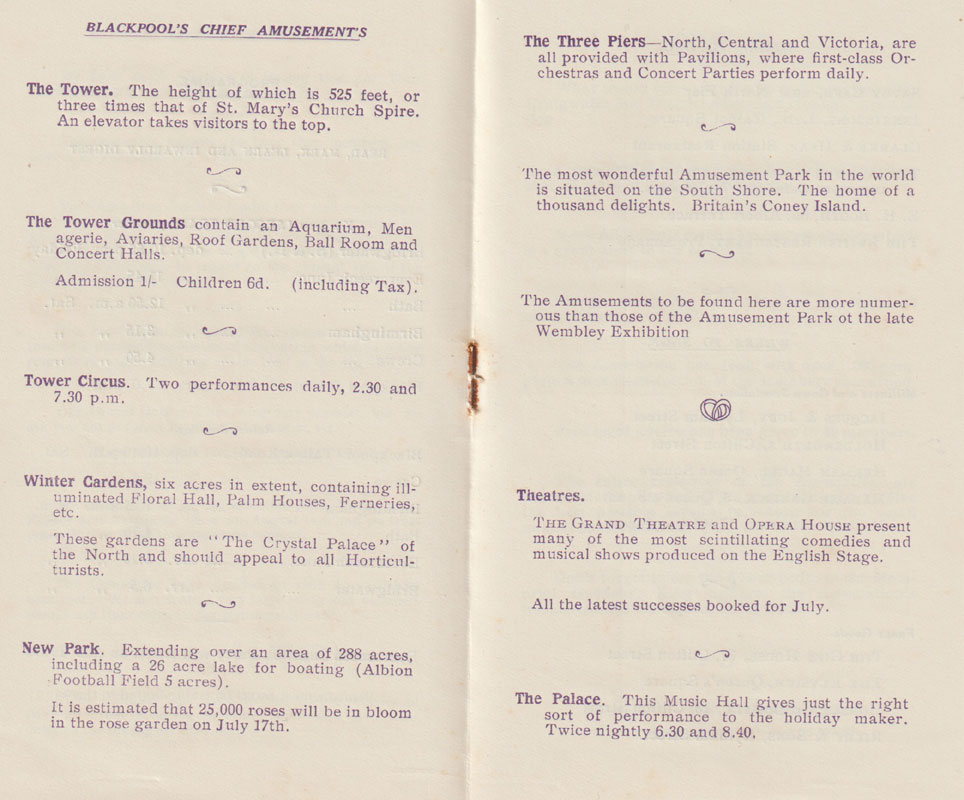 BLACKPOOL'S CHIEF AMUSEMENT'S
The Tower. The height of which is 525 feet, or
three times that of St. Mary's Church Spire.
An elevator takes visitors to the top.
The Tower Grounds contain an Aquarium, Men
agerie, Aviaries, Roof Gardens, Ball Room and
Concert Halls.
Admission 1/- Children 6d. (including Tax).
Tower Circus. Two performances daily, 2.30 and
7.30 p.m.
Winter Gardens, six acres in extent, containing ill-
uminated Floral Hall, Palm Houses, Ferneries,
etc.
These gardens are "The Crystal Palace" of
the North and should appeal to all Horticul-
turists.
New Park. Extending over an area of 288 acres,
including a 26 acre lake for boating (Albion
Football Field 5 acres).
It is estimated that 25,000 roses will be in bloom
in the rose garden on July 17th.
The Three Piers—North, Central and Victoria, are
all provided with Pavilions, where first-class Or-
chestras and Concert Parties perform daily.
The most wonderful Amusement Park in the world
is situated on the South Shore. The home of a
thousand delights. Britain's Coney Island.
The Amusements to be found here are more numer-
ous than those of the Amusement Park ot the late
Wembley Exhibition
Theatres.
THE GRAND THEATRE and OPERA HOUSE present
many of the most scintillating comedies and
musical shows produced on the English Stage.
All the latest successes booked for July.
The Palace. This Music Hall gives just the right
sort of performance to the holiday maker.
Twice nightly 6.30 and 8.40.